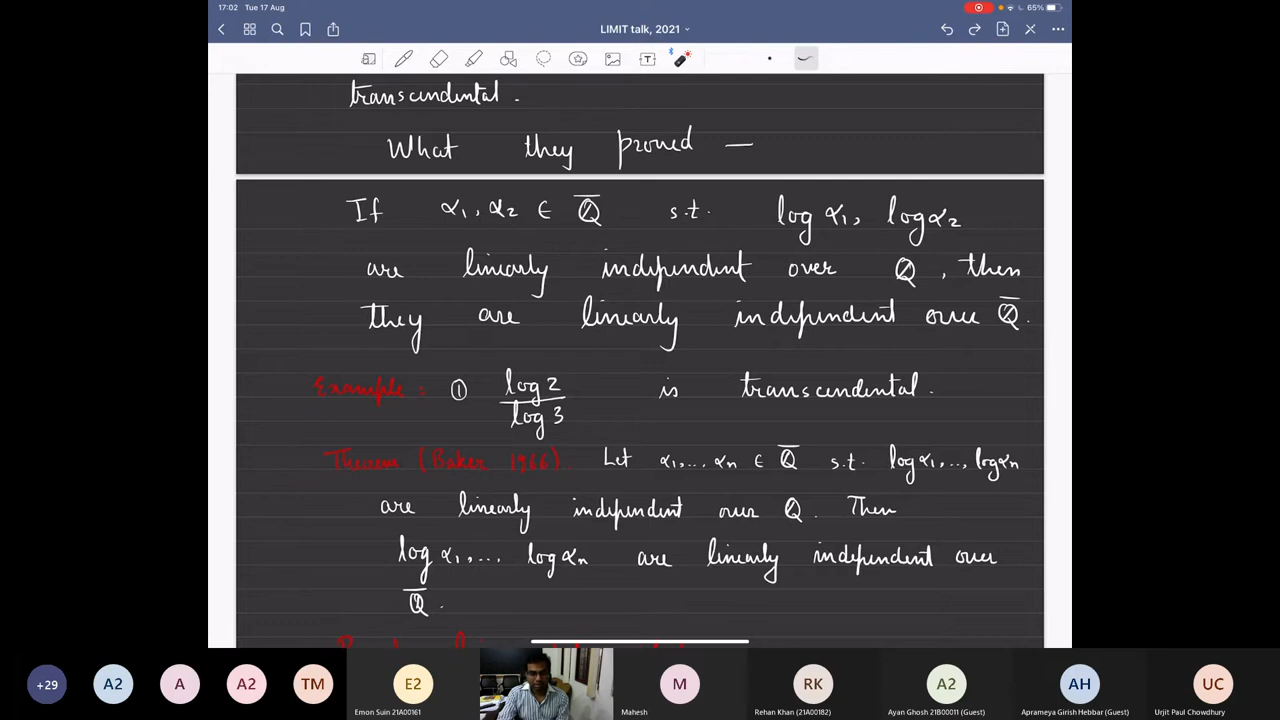 17:02 Tue 17 Aug
65%
LIMIT talk, 2021
transcendental.
What they proved —
If α₁, α₂ ∈ Q̅ s.t. log α₁, log α₂
are linearly independent over Q, then
they are linearly independent over Q̅.
Example: ① log 2 / log 3 is transcendental.
Theorem (Baker 1966). Let α₁,..., αn ∈ Q̅ s.t. log α₁,.., log αn
are linearly independent over Q. Then
log α₁,... log αn are linearly independent over
Q̅.
+29
A2
A
A2
TM
E2
M
RK
A2
AH
UC
Emon Suin 21A00161
Mahesh
Rehan Khan (21A00182)
Ayan Ghosh 21B00011 (Guest)
Aprameya Girish Hebbar (Guest)
Urjit Paul Chowdhury